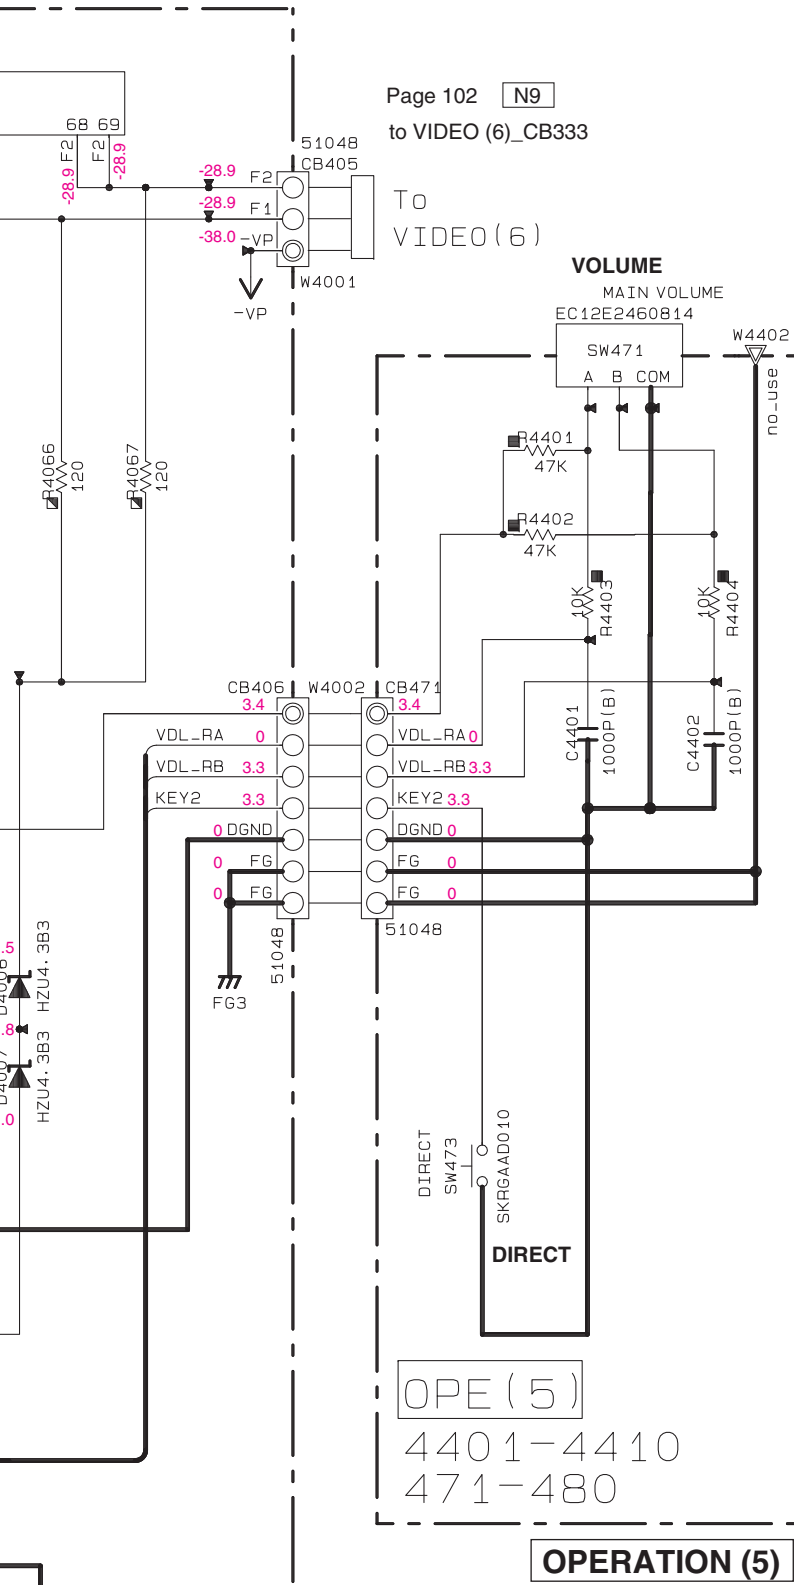 Page 102 N9
to VIDEO (6)_CB333
68 69
F2 F2
-28.9 -28.9
51048
CB405
-28.9 F2
-28.9 F1
-38.0 -VP
To
VIDEO(6)
W4001
-VP
VOLUME
MAIN VOLUME
EC12E2460814
SW471
A B COM
W4402
no_use
R4401
47K
R4402
47K
R4066
120
R4067
120
10K
R4403
10K
R4404
CB406 W4002 CB471
3.4 3.4
VDL_RA 0 VDL_RA 0
VDL_RB 3.3 VDL_RB 3.3
KEY2 3.3 KEY2 3.3
0 DGND DGND 0
0 FG FG 0
0 FG FG 0
C4401
1000P(B)
C4402
1000P(B)
51048
51048
FG3
.5
D4006
HZU4.3B3
.8
D4007
HZU4.3B3
.0
DIRECT
SW473
SKRGAAD010
DIRECT
OPE(5)
4401-4410
471-480
OPERATION (5)